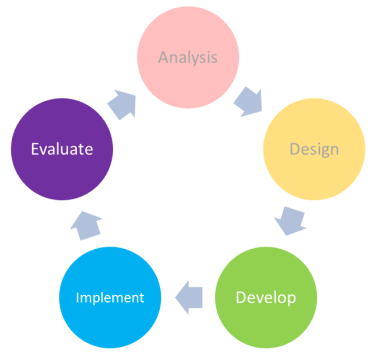 Analysis
Design
Develop
Implement
Evaluate